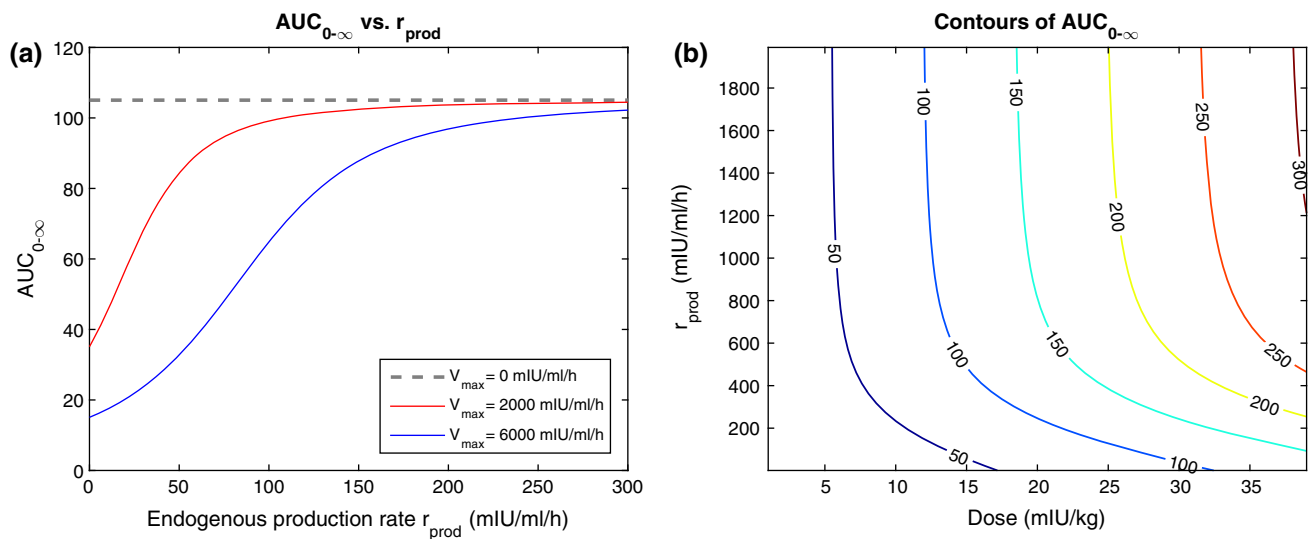 (a)
AUC0-∞ vs. rprod
120
100
80
60
40
20
0
AUC0-∞
0 50 100 150 200 250 300
Endogenous production rate rprod (mIU/ml/h)
Vmax= 0 mIU/ml/h
Vmax= 2000 mIU/ml/h
Vmax= 6000 mIU/ml/h
(b)
Contours of AUC0-∞
1800
1600
1400
1200
1000
800
600
400
200
rprod (mIU/ml/h)
5 10 15 20 25 30 35
Dose (mIU/kg)
50
100
150
200
250
300
50
100
150
200
250